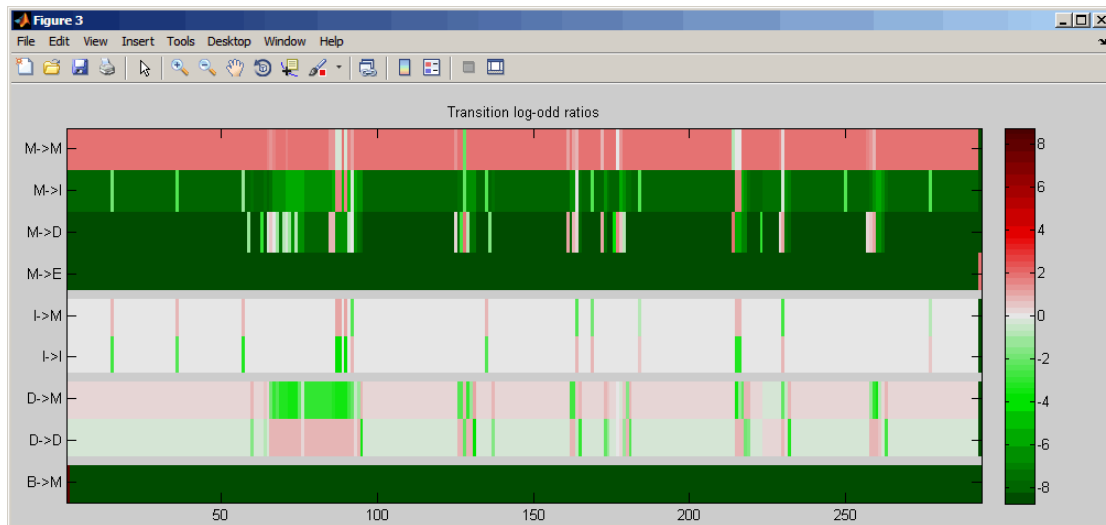 Figure 3
File Edit View Insert Tools Desktop Window Help
Transition log-odd ratios
M->M
M->I
M->D
M->E
I->M
I->I
D->M
D->D
B->M
50 100 150 200 250
8
6
4
2
0
-2
-4
-6
-8